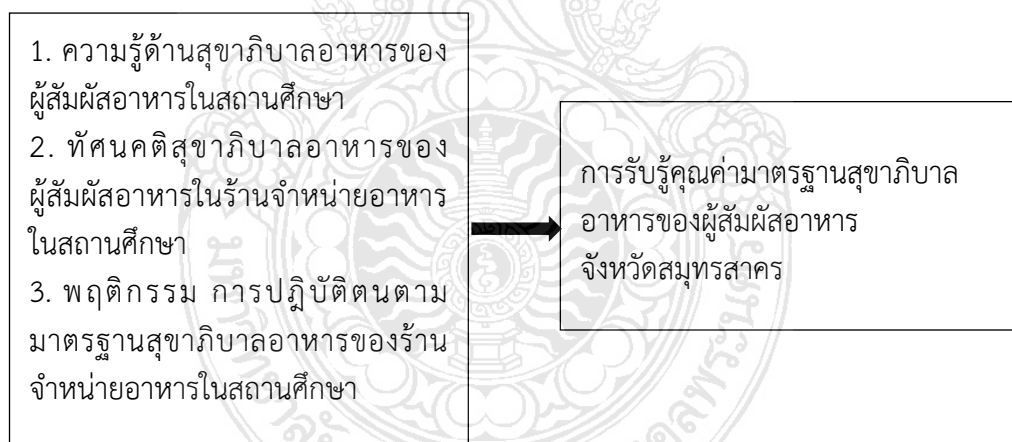 1. ความรู้ด้านสุขาภิบาลอาหารของ
ผู้สัมผัสอาหารในสถานศึกษา
2. ทัศนคติสุขาภิบาลอาหารของ
ผู้สัมผัสอาหารในร้านจำหน่ายอาหาร
ในสถานศึกษา
3. พฤติกรรม การปฎิบัติตนตาม
มาตรฐานสุขาภิบาลอาหารของร้าน
จำหน่ายอาหารในสถานศึกษา
การรับรู้คุณค่ามาตรฐานสุขาภิบาล
อาหารของผู้สัมผัสอาหาร
จังหวัดสมุทรสาคร